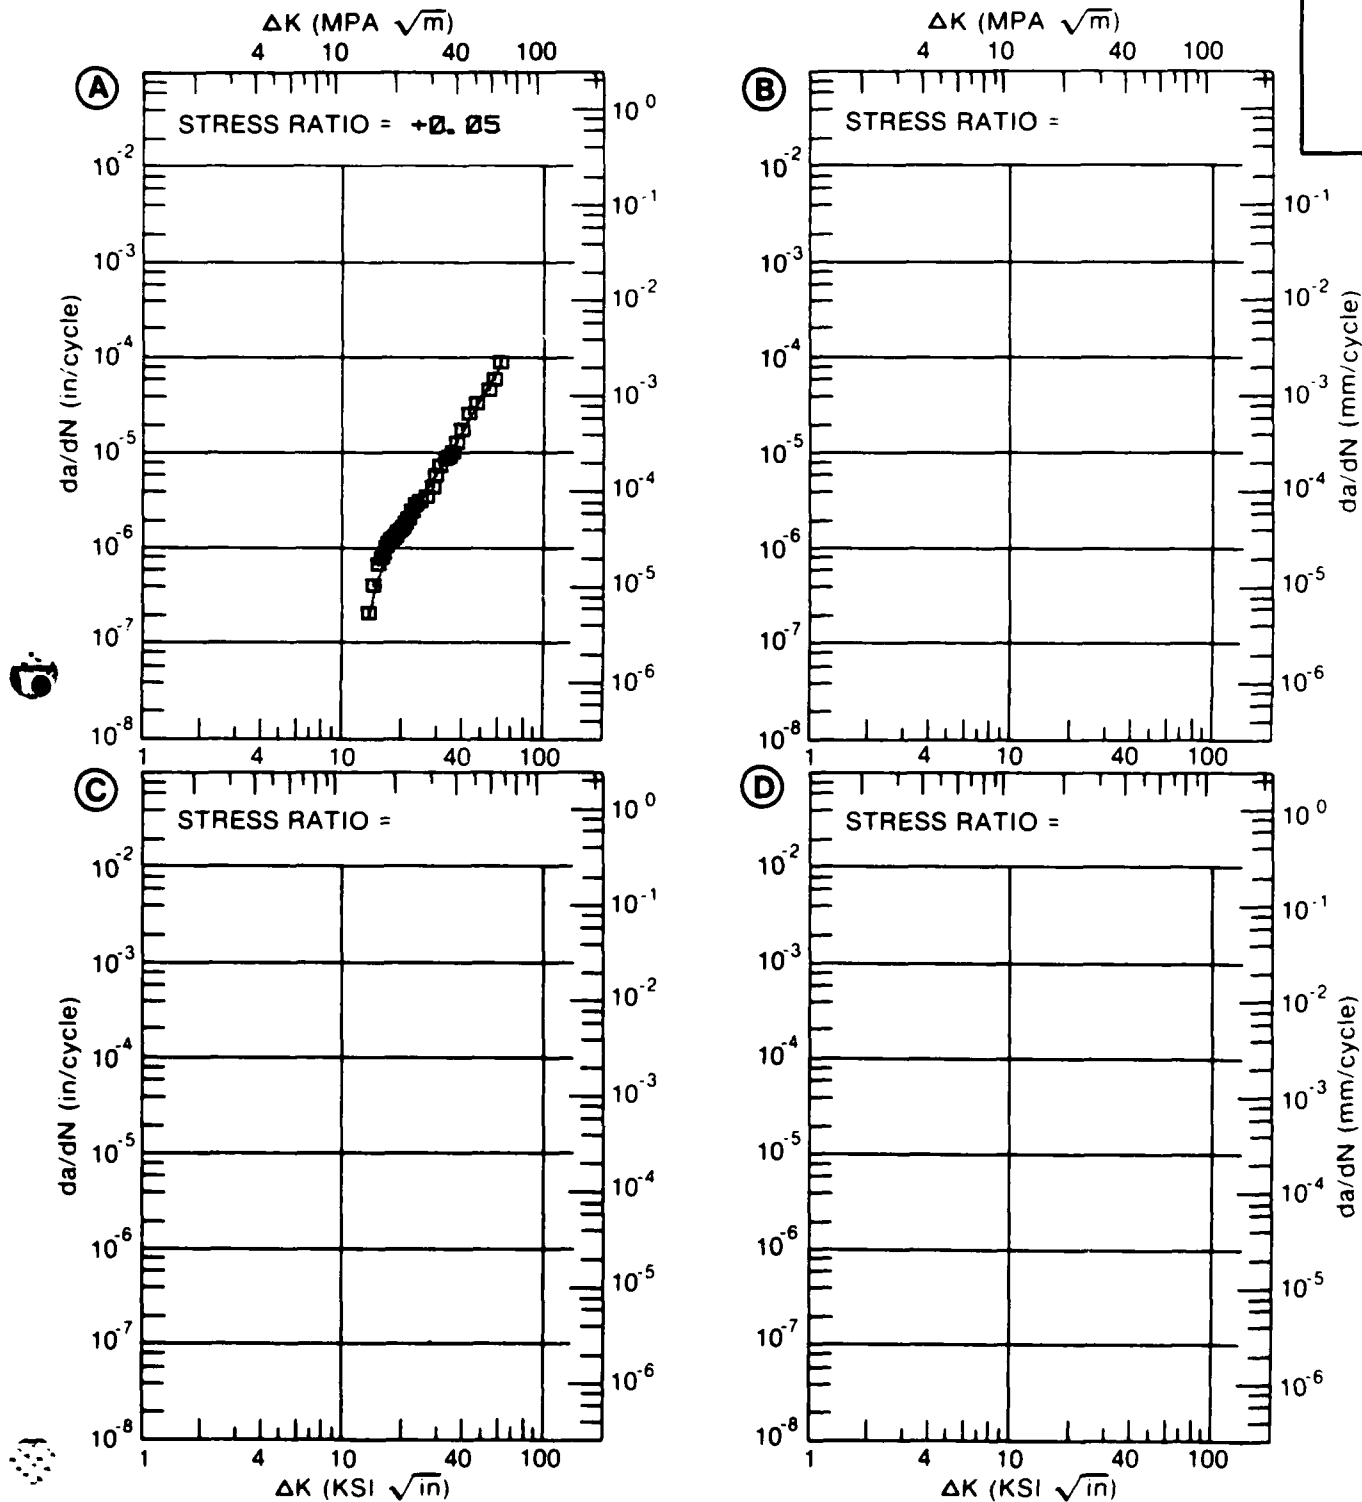 ΔK (MPA √m)
4 10 40 100
A
STRESS RATIO = +0.05
10^0
10^-2
10^-1
10^-3
10^-2
10^-4
10^-3
10^-5
10^-4
10^-6
10^-5
10^-7
10^-6
10^-8
da/dN (in/cycle)
1 4 10 40 100
ΔK (MPA √m)
4 10 40 100
B
STRESS RATIO =
10^-2
10^-1
10^-3
10^-2
10^-4
10^-3
10^-5
10^-4
10^-6
10^-5
10^-7
10^-6
10^-8
da/dN (mm/cycle)
1 4 10 40 100
C
STRESS RATIO =
10^0
10^-2
10^-1
10^-3
10^-2
10^-4
10^-3
10^-5
10^-4
10^-6
10^-5
10^-7
10^-6
10^-8
da/dN (in/cycle)
1 4 10 40 100
ΔK (KSI √in)
D
STRESS RATIO =
10^0
10^-2
10^-1
10^-3
10^-2
10^-4
10^-3
10^-5
10^-4
10^-6
10^-5
10^-7
10^-6
10^-8
da/dN (mm/cycle)
1 4 10 40 100
ΔK (KSI √in)